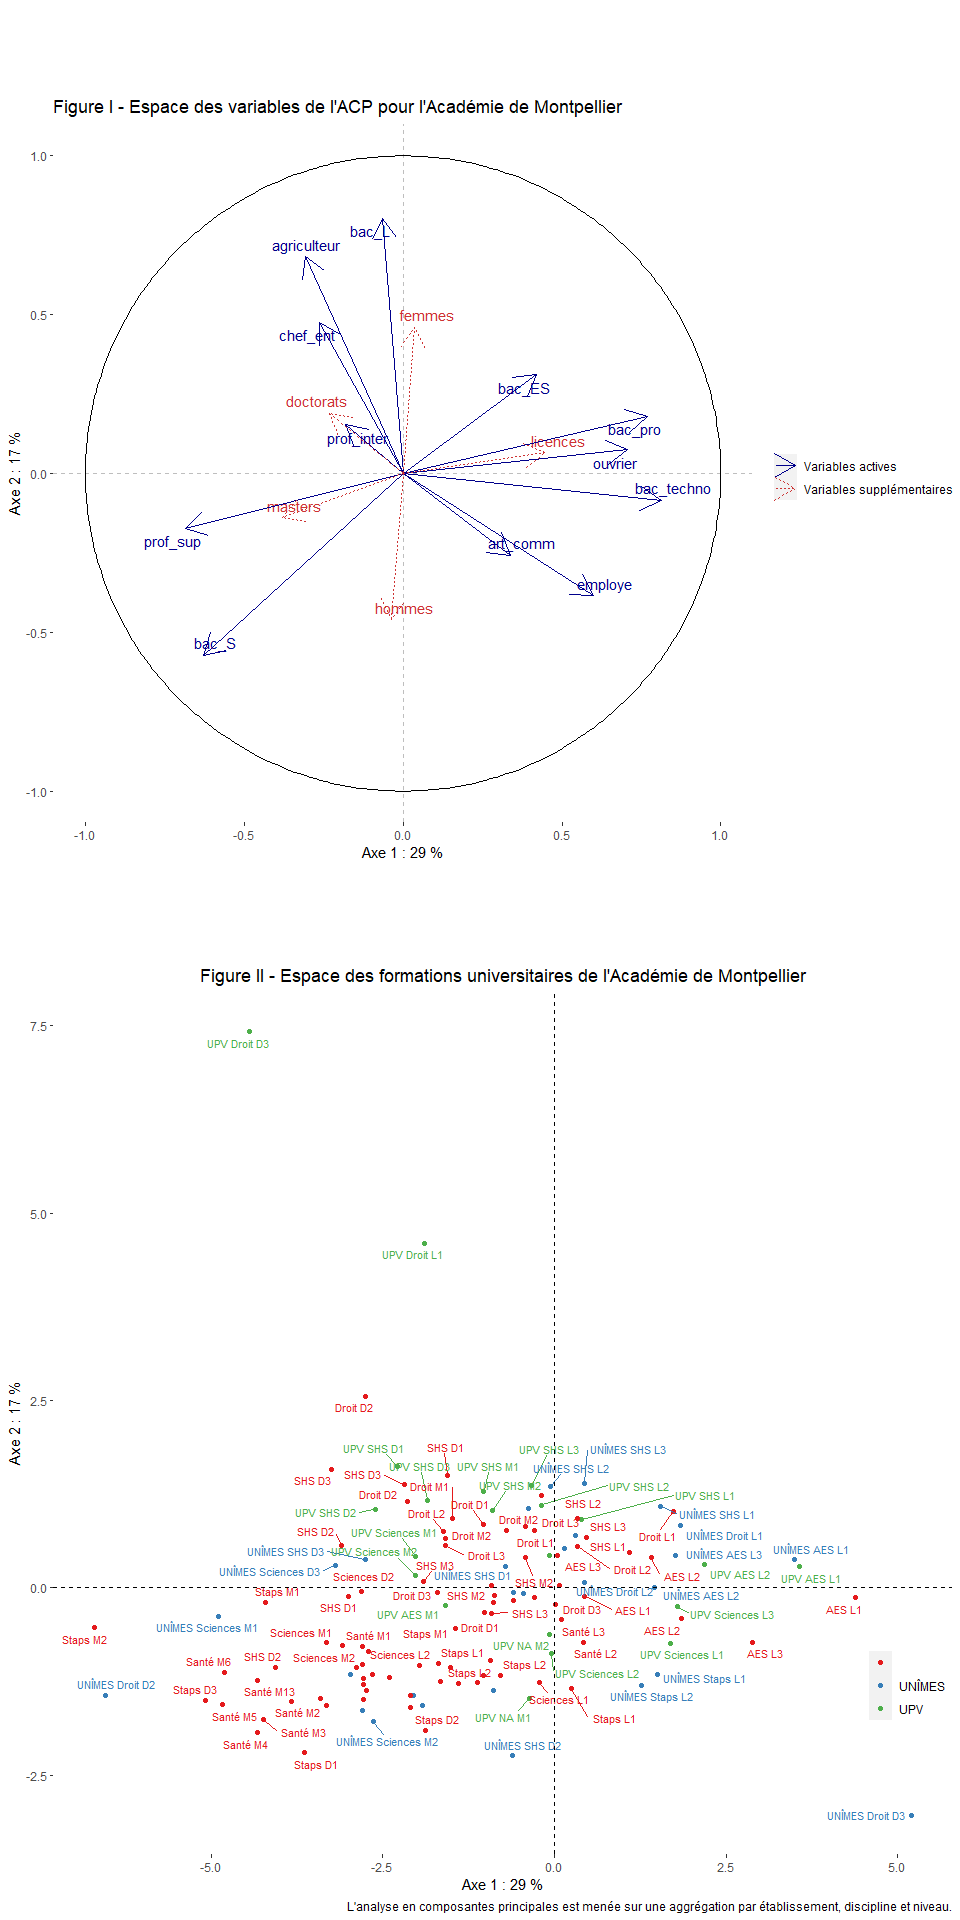 Figure I - Espace des variables de l'ACP pour l'Académie de Montpellier
1.0
bac_L
agriculteur
0.5
femmes
chef_ent
bac_ES
doctorats
bac_pro
prof_inter
licences
ouvrier
0.0
Variables actives
bac_techno
Variables supplémentaires
masters
prof_sup
art_comm
employe
hommes
-0.5
bac_S
-1.0
-1.0 -0.5 0.0 0.5 1.0
Axe 1 : 29 %
Axe 2 : 17 %
Figure II - Espace des formations universitaires de l'Académie de Montpellier
7.5
UPV Droit D3
5.0
UPV Droit L1
2.5
Droit D2
UPV SHS D1 SHS D1 UPV SHS L3 UNÎMES SHS L3
SHS D3 SHS D3 UPV SHS D3 UPV SHS M1 UNÎMES SHS L2
Droit D2 Droit M1 UPV SHS M2 UPV SHS L2 UPV SHS L1
UPV SHS D2 Droit L2 Droit D1 Droit M2 Droit L3 SHS L2 UNÎMES SHS L1
SHS D2 UPV Sciences M1 Droit M2 Droit L1 SHS L3 Droit L1 UNÎMES Droit L1
UNÎMES SHS D3 UPV Sciences M2 Droit L3 SHS L1 UNÎMES AES L3 UNÎMES AES L1
UNÎMES Sciences D3 Sciences D2 SHS M3 UNÎMES SHS D1 SHS M2 AES L3 Droit L2 AES L2 UPV AES L2 UPV AES L1
0.0
Staps M1 SHS D1 Droit D3 SHS M2 UNÎMES Droit L2 UNÎMES AES L2
UNÎMES Sciences M1 UPV AES M1 SHS L3 Droit D3 AES L1 UPV Sciences L3 AES L1
Staps M2 Sciences M1 Santé M1 Staps M1 Droit D1 Santé L3 AES L2
SHS D2 Sciences M2 Sciences L2 Staps L1 UPV NA M2 Santé L2 UPV Sciences L1 AES L3
Santé M6 Staps L2 Staps L2 UPV Sciences L2 UNÎMES Staps L1
UNÎMES Droit D2 Staps D3 Santé M13 Sciences L1 UNÎMES Staps L2
Santé M5 Santé M2 Staps D2 UPV NA M1 Staps L1
Santé M4 Santé M3 UNÎMES Sciences M2 UNÎMES SHS D2
Staps D1
UNÎMES
UPV
-2.5
UNÎMES Droit D3
-5.0 -2.5 0.0 2.5 5.0
Axe 1 : 29 %
Axe 2 : 17 %
L'analyse en composantes principales est menée sur une aggrégation par établissement, discipline et niveau.